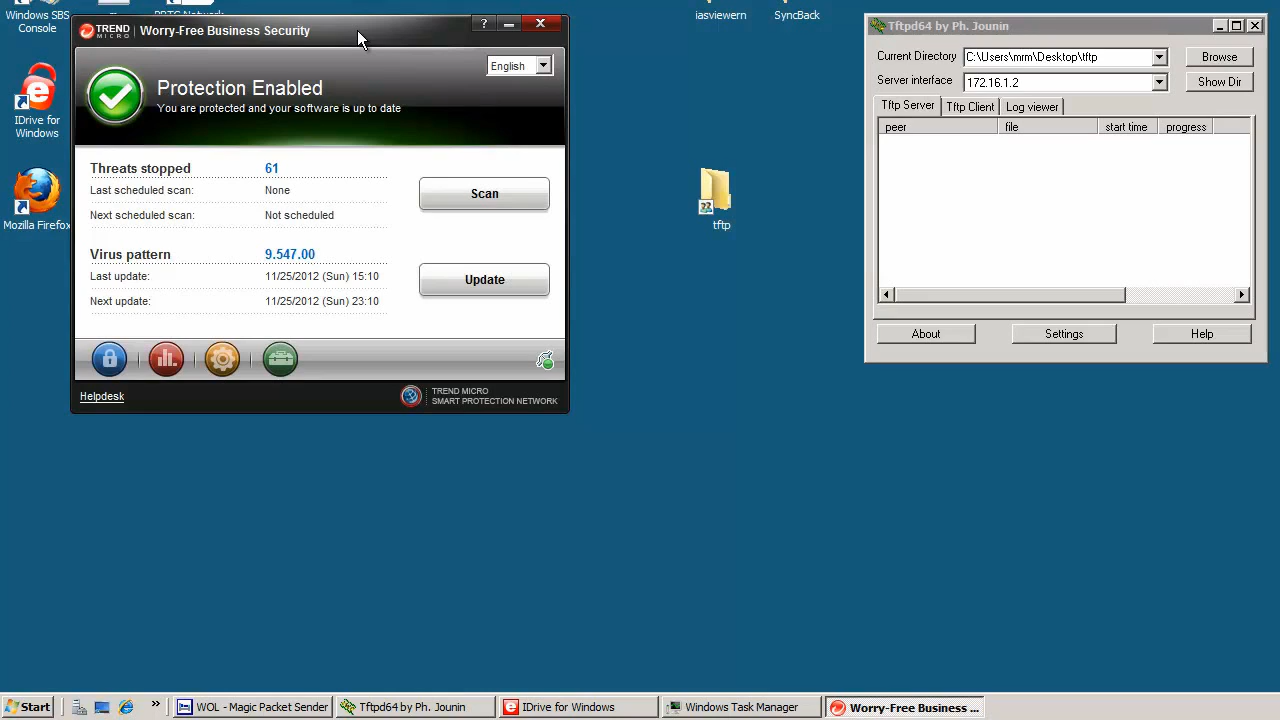 Windows SBS
Console
IDrive for
Windows
Mozilla Firefox
iasviewern
SyncBack
tftp
TREND
MICRO
Worry-Free Business Security
?
English
Protection Enabled
You are protected and your software is up to date
Threats stopped 61
Last scheduled scan: None
Next scheduled scan: Not scheduled
Scan
Virus pattern 9.547.00
Last update: 11/25/2012 (Sun) 15:10
Next update: 11/25/2012 (Sun) 23:10
Update
Helpdesk
TREND MICRO
SMART PROTECTION NETWORK
Tftpd64 by Ph. Jounin
Current Directory C:\Users\mrm\Desktop\tftp Browse
Server interface 172.16.1.2 Show Dir
Tftp Server Tftp Client Log viewer
peer file start time progress
About Settings Help
Start » WOL - Magic Packet Sender Tftpd64 by Ph. Jounin IDrive for Windows Windows Task Manager Worry-Free Business ...